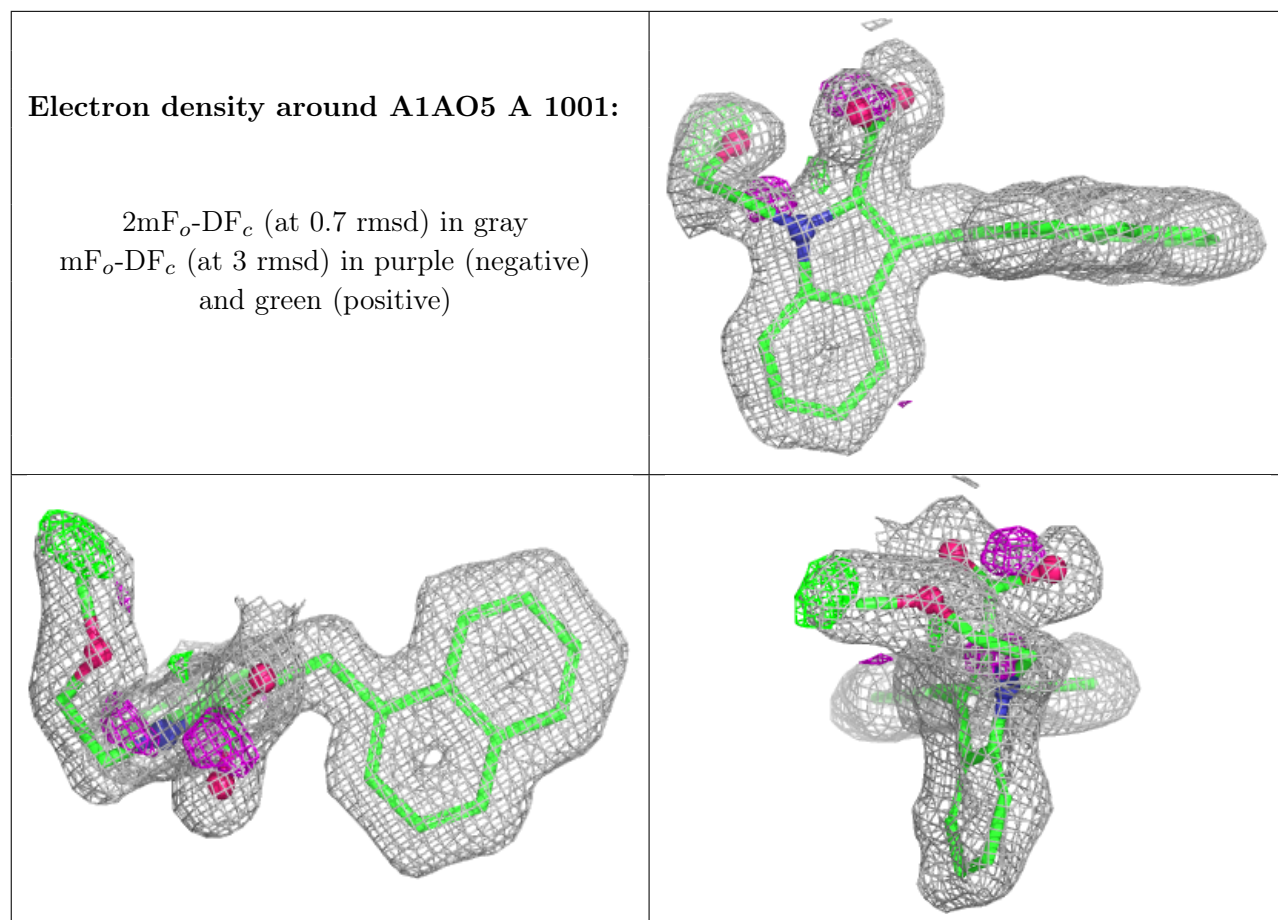 Electron density around A1AO5 A 1001:
2mFo-DFc (at 0.7 rmsd) in gray
mFo-DFc (at 3 rmsd) in purple (negative)
and green (positive)